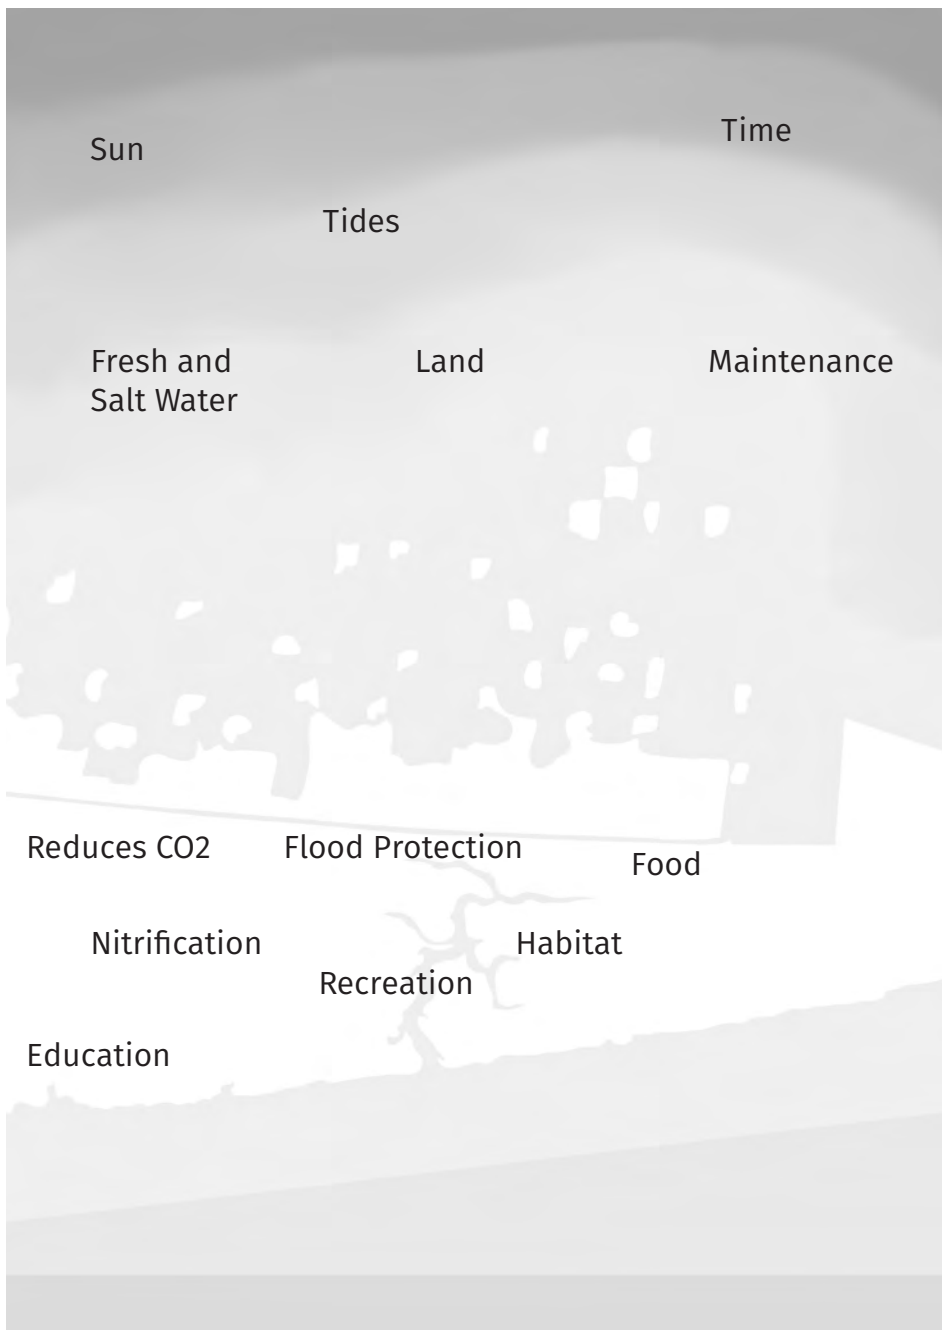 Sun
Time
Tides
Fresh and
Salt Water
Land
Maintenance
Reduces CO2
Flood Protection
Food
Nitrification
Habitat
Recreation
Education